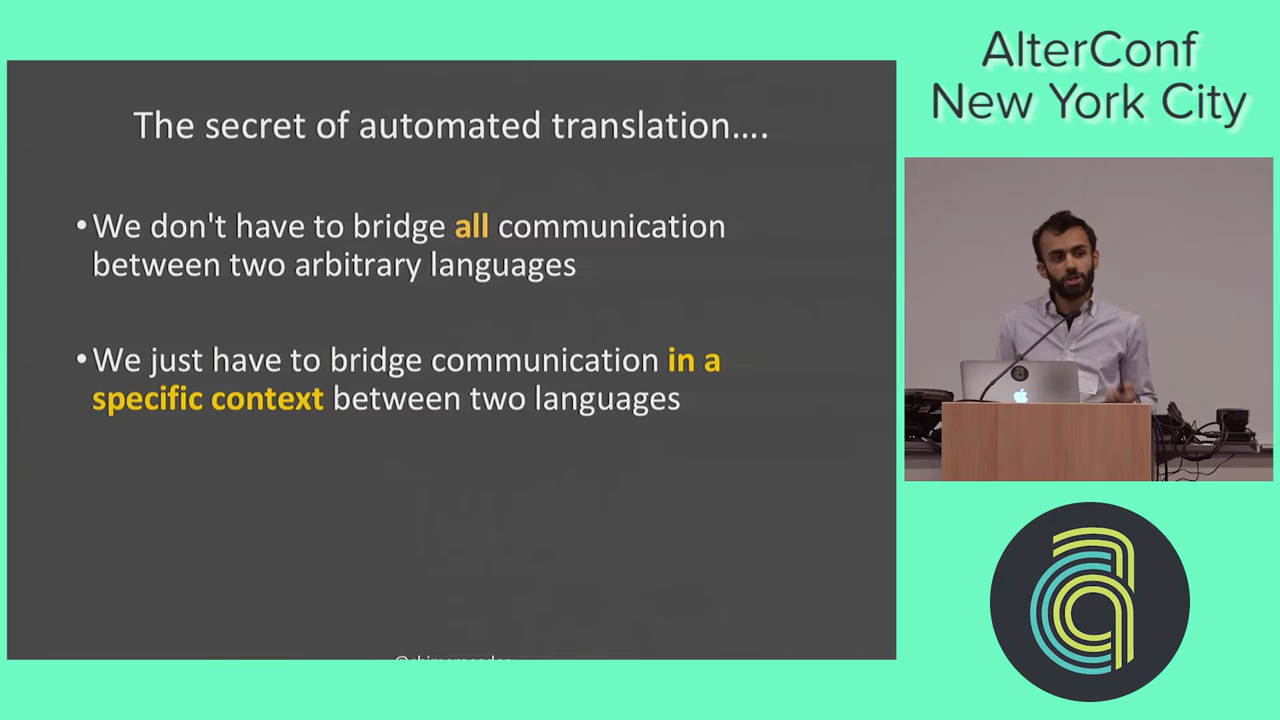 The secret of automated translation....
•We don't have to bridge all communication
between two arbitrary languages
•We just have to bridge communication in a
specific context between two languages
AlterConf
New York City